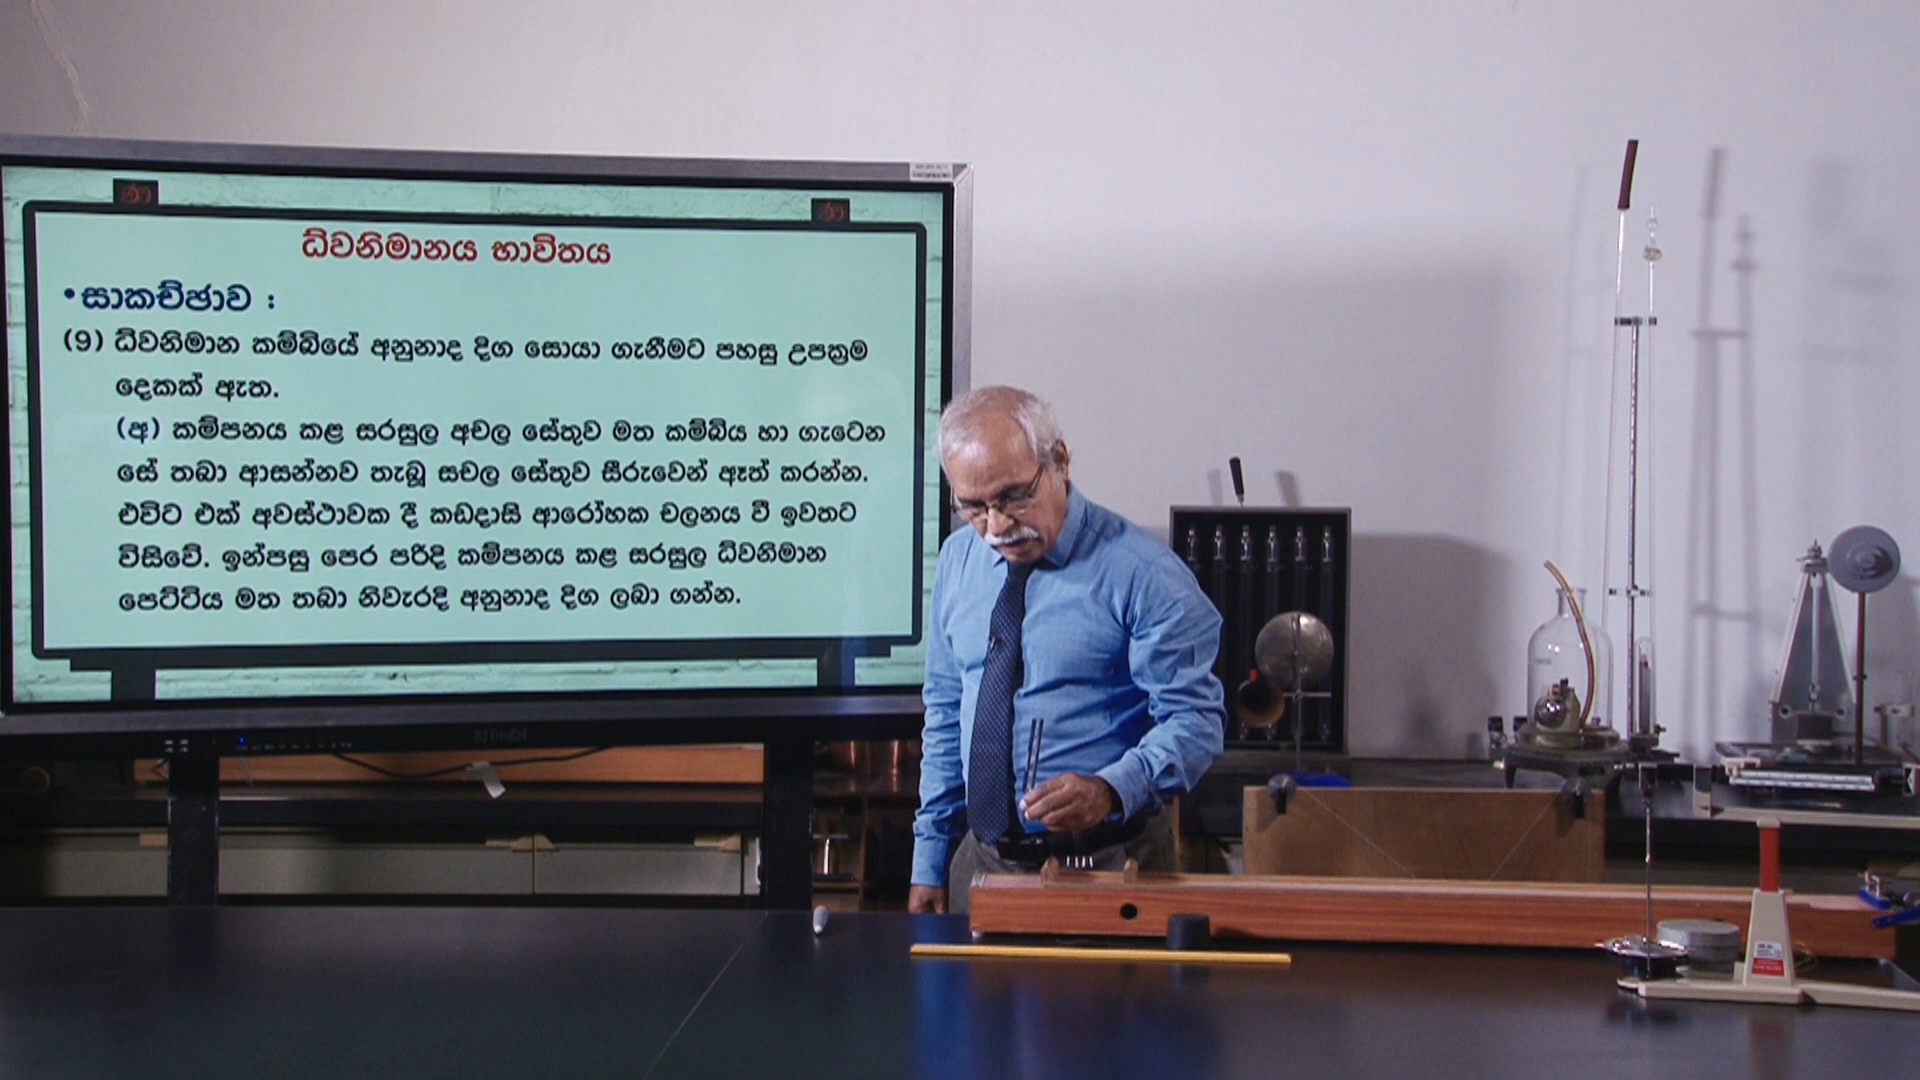 ධ්වනිමානය භාවිතය
•සාකච්ඡාව :
(9) ධ්වනිමාන කම්බියේ අනුනාද දිග සොයා ගැනීමට පහසු උපක්‍රම
දෙකක් ඇත.
(අ) කම්පනය කළ සරසුල අචල සේතුව මත කම්බිය හා ගැටෙන
සේ තබා ආසන්නව තැබූ සචල සේතුව සීරුවෙන් ඈත් කරන්න.
එවිට එක් අවස්ථාවක දී කඩදාසි ආරෝහක චලනය වී ඉවතට
විසිවේ. ඉන්පසු පෙර පරිදි කම්පනය කළ සරසුල ධ්වනිමාන
පෙට්ටිය මත තබා නිවැරදි අනුනාද දිග ලබා ගන්න.